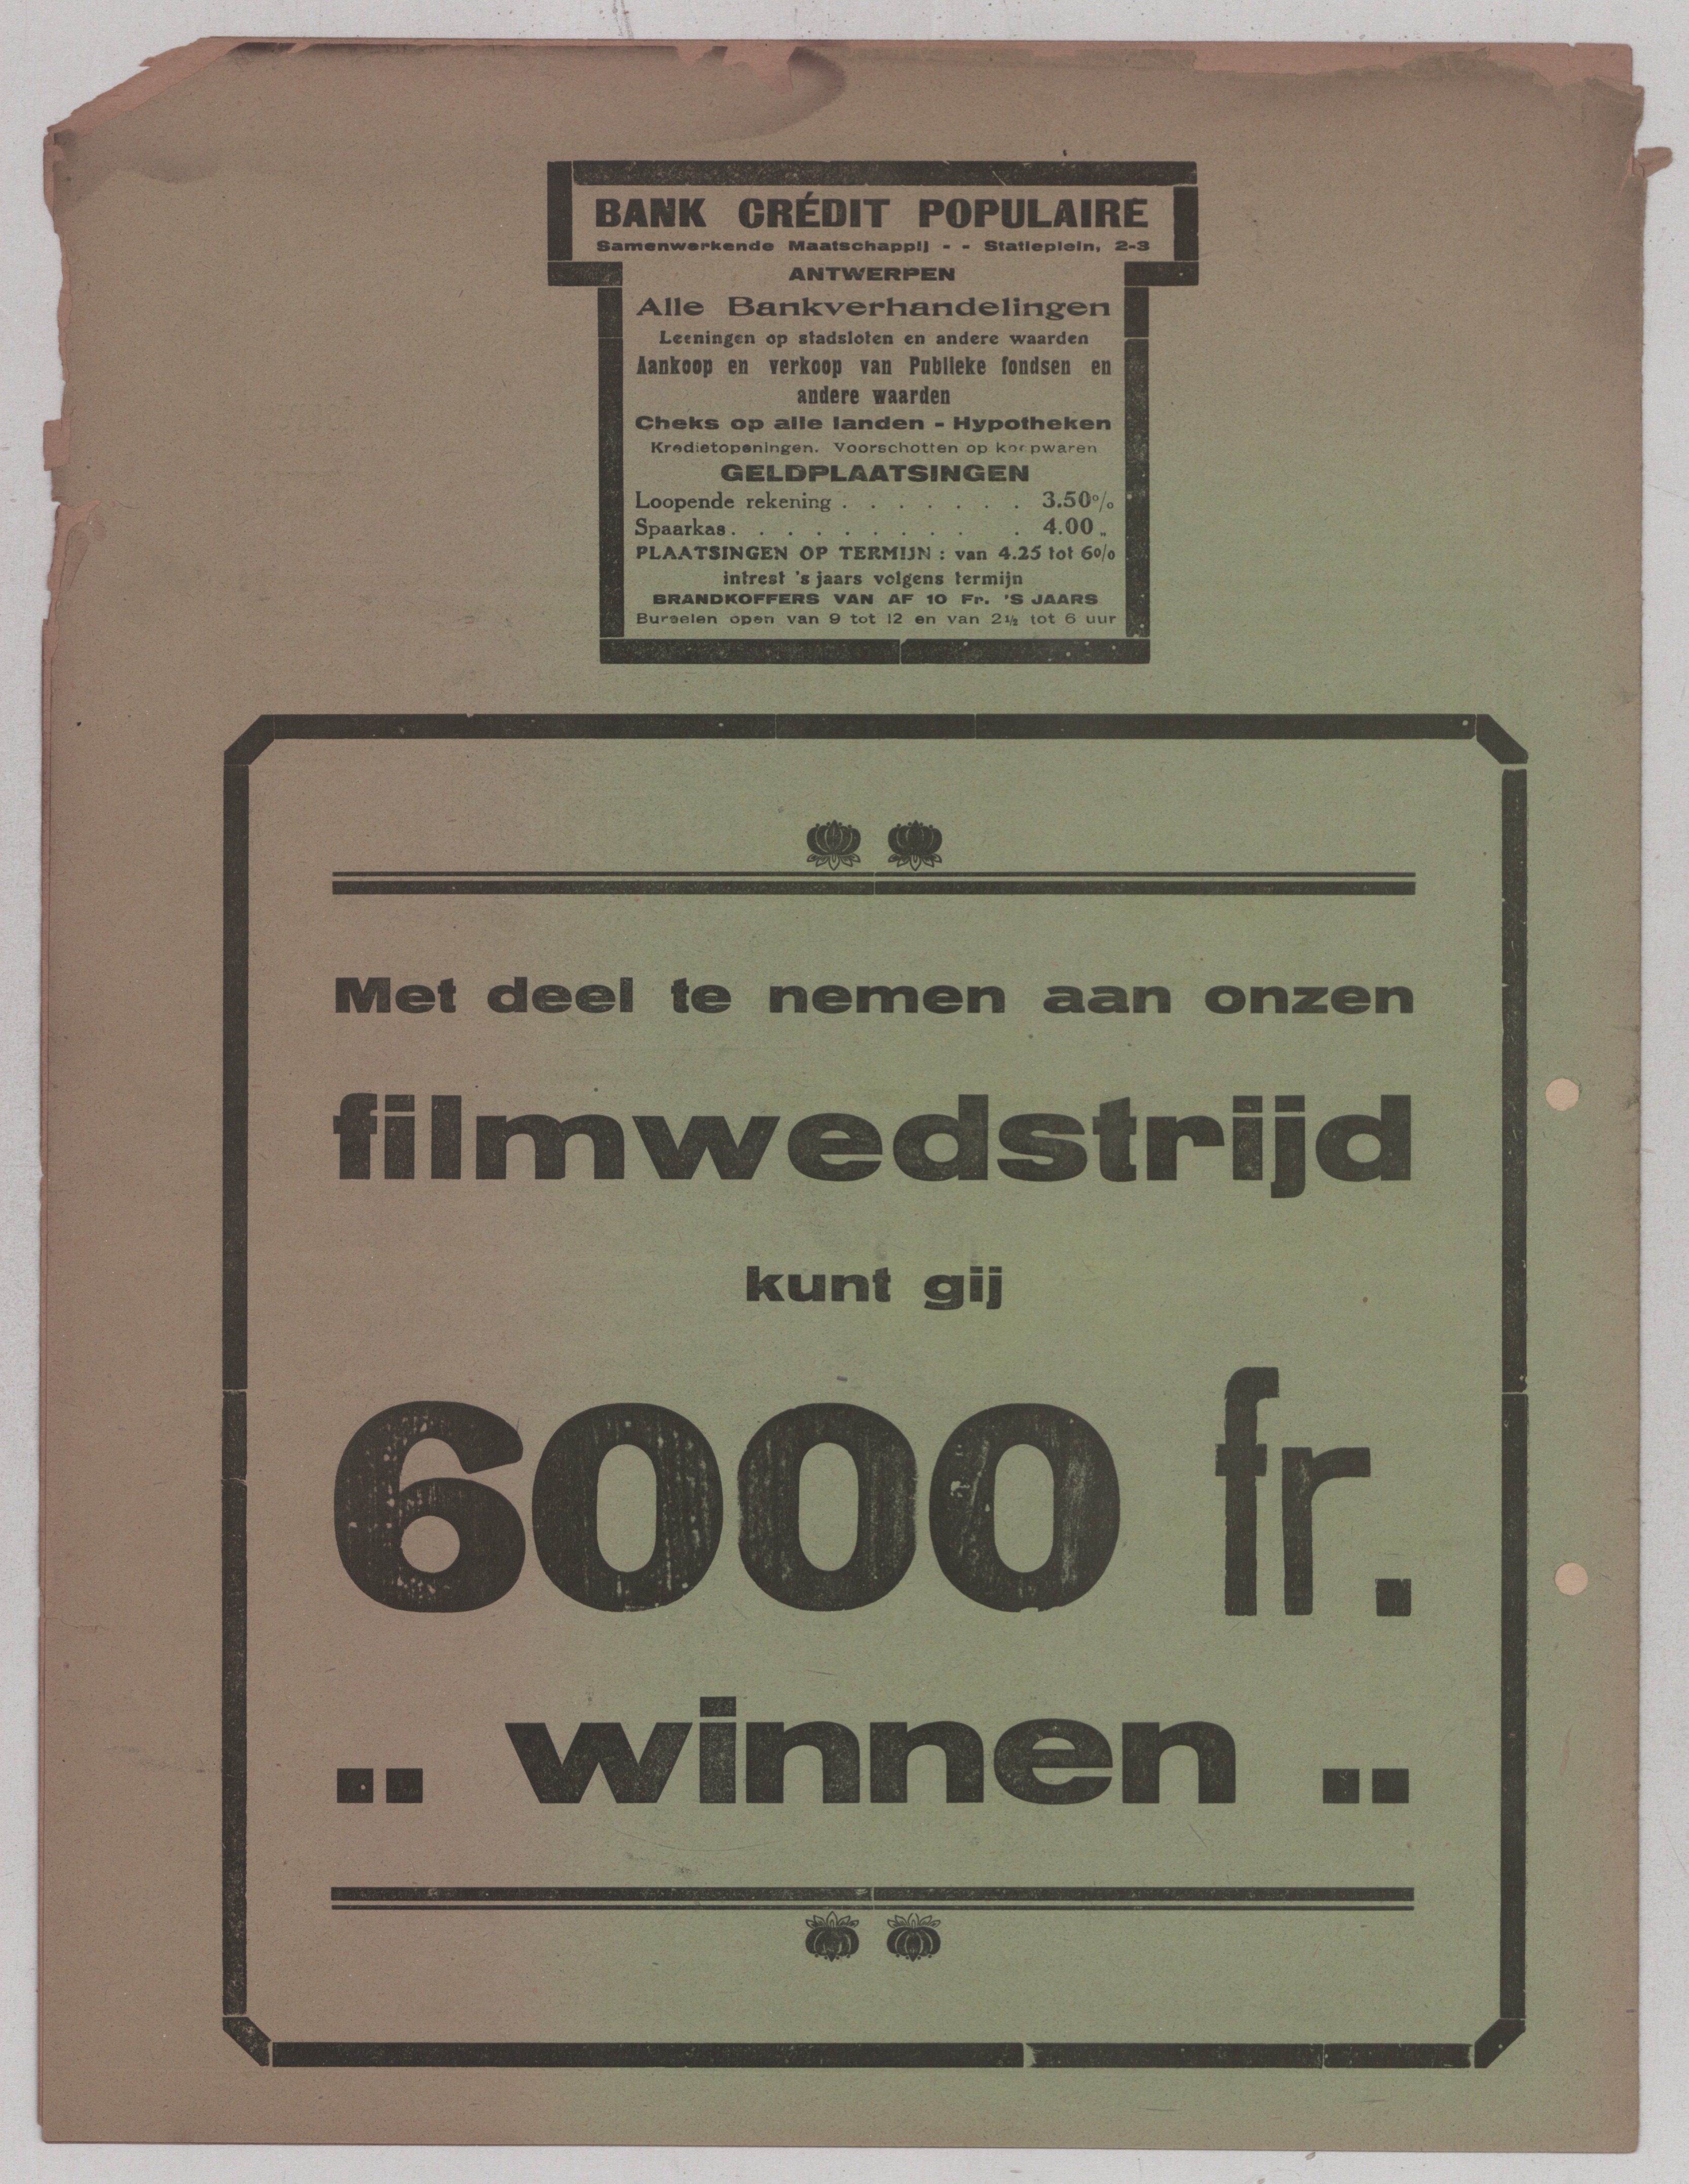 BANK CRÉDIT POPULAIRE
Samenwerkende Maatschappij - - Statieplein, 2-3
ANTWERPEN
Alle Bankverhandelingen
Leeningen op stadsloten en andere waarden
Aankoop en verkoop van Publieke fondsen en
andere waarden
Cheks op alle landen - Hypotheken
Kredietopeningen. Voorschotten op koopwaren
GELDPLAATSINGEN
Loopende rekening . . . . . . . 3.50%
Spaarkas . . . . . . . . . 4.00 „
PLAATSINGEN OP TERMIJN : van 4.25 tot 6%
intrest 's jaars volgens termijn
BRANDKOFFERS VAN AF 10 Fr. 'S JAARS
Burselen open van 9 tot 12 en van 2½ tot 6 uur
Met deel te nemen aan onzen
filmwedstrijd
kunt gij
6000 fr.
.. winnen ..